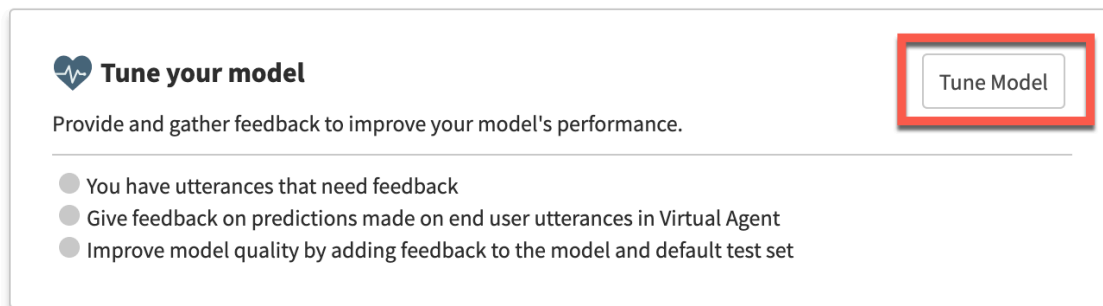 Tune your model
Tune Model
Provide and gather feedback to improve your model's performance.
You have utterances that need feedback
Give feedback on predictions made on end user utterances in Virtual Agent
Improve model quality by adding feedback to the model and default test set